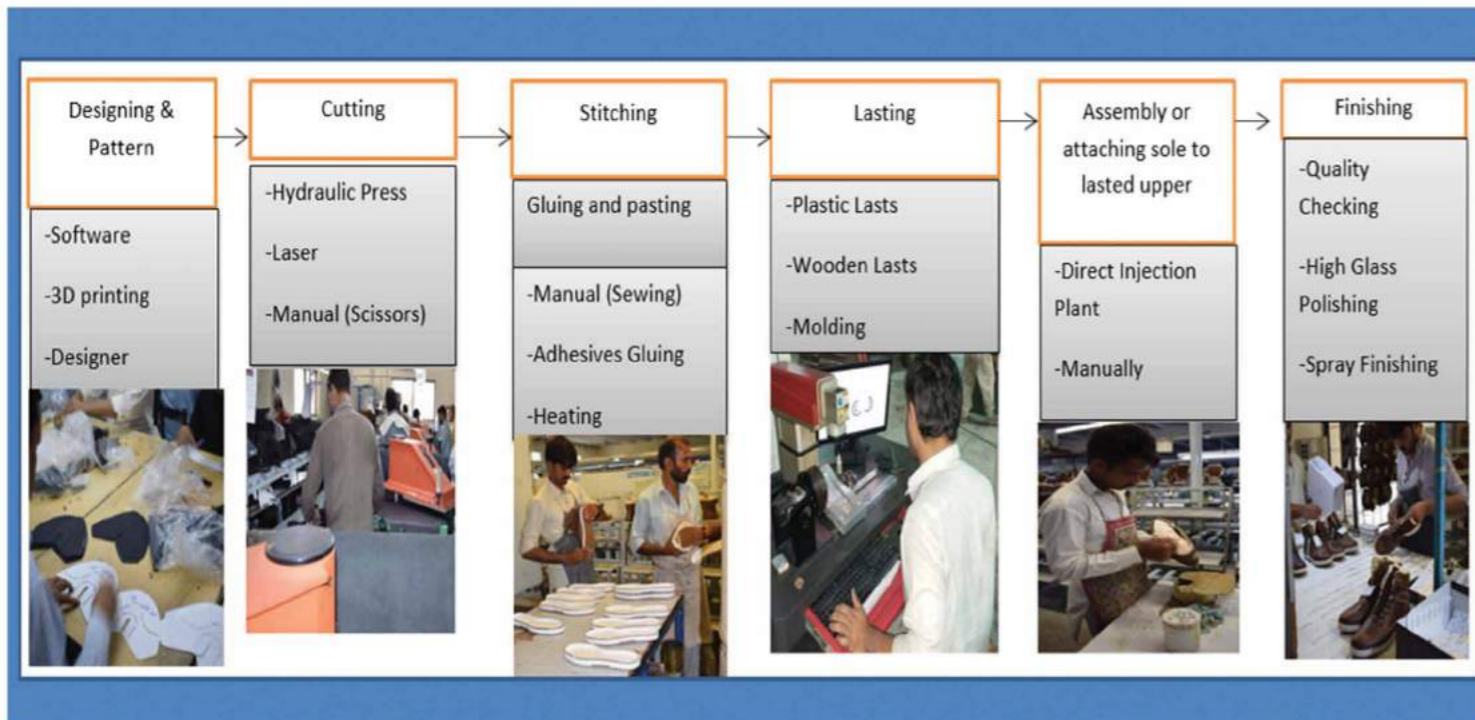 Designing &
Pattern
-Software
-3D printing
-Designer
Cutting
-Hydraulic Press
-Laser
-Manual (Scissors)
Stitching
Gluing and pasting
-Manual (Sewing)
-Adhesives Gluing
-Heating
Lasting
-Plastic Lasts
-Wooden Lasts
-Molding
Assembly or
attaching sole to
lasted upper
-Direct Injection
Plant
-Manually
Finishing
-Quality
Checking
-High Glass
Polishing
-Spray Finishing